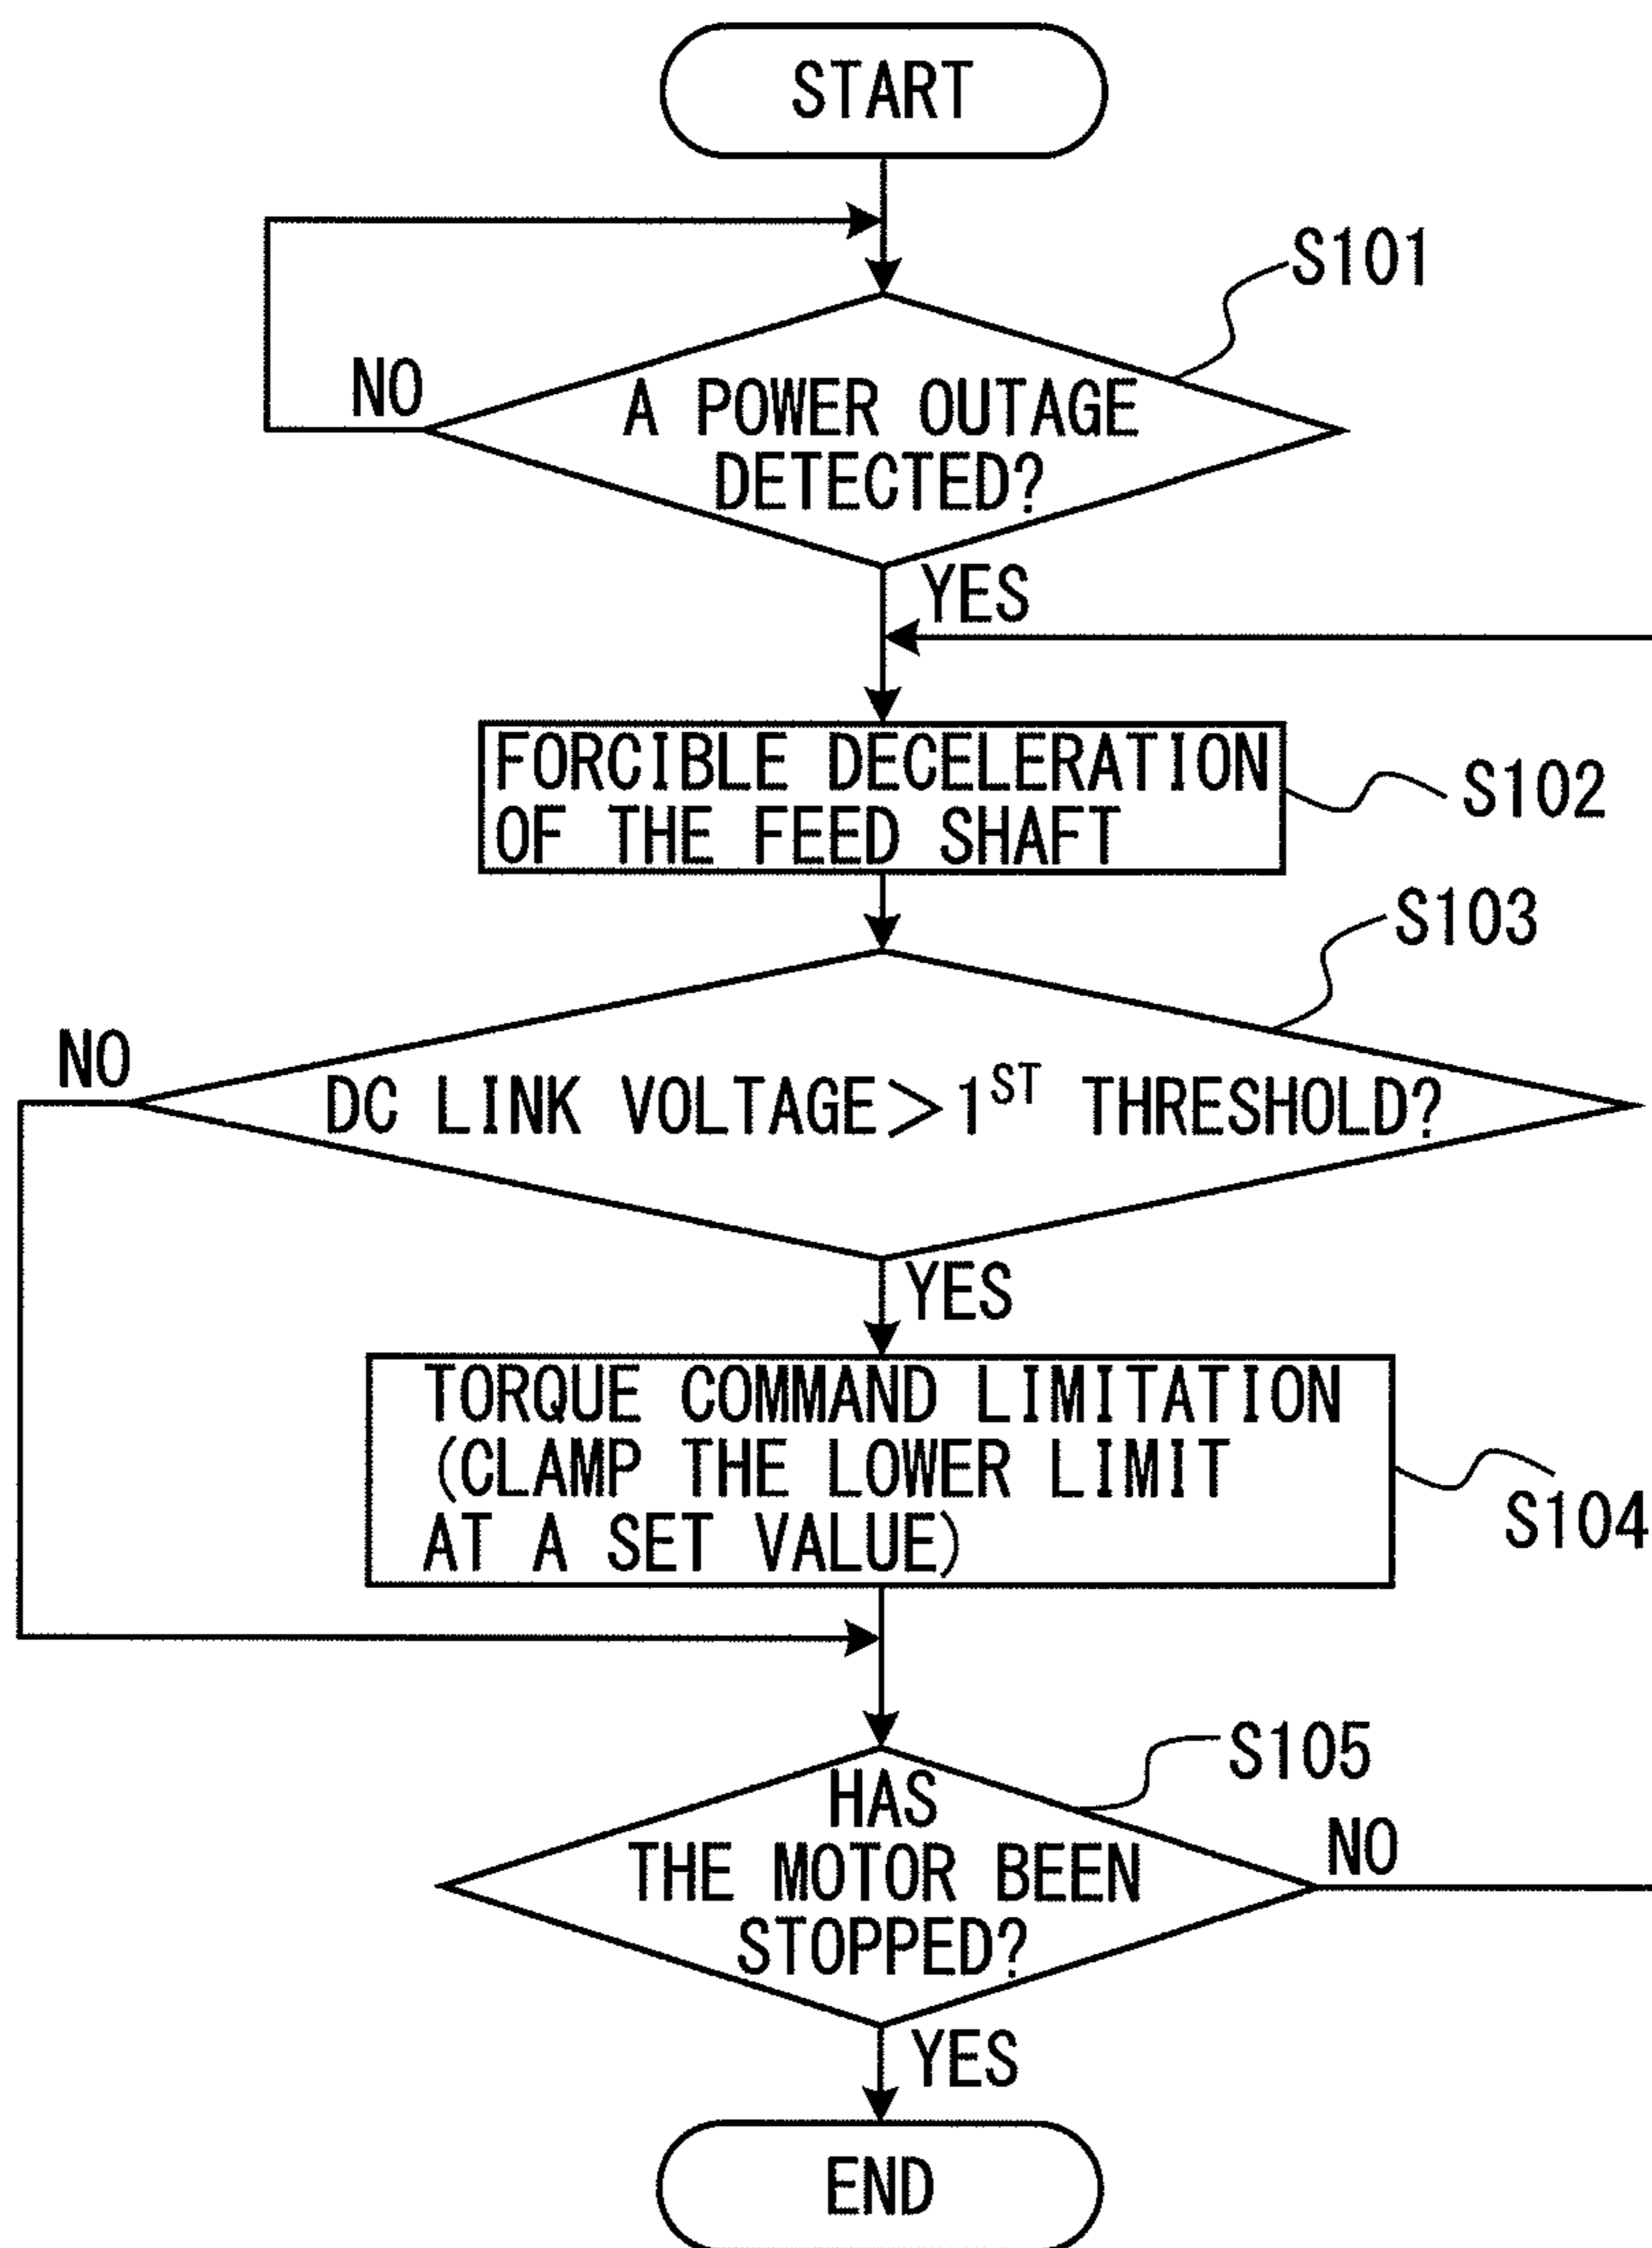 START
S101
NO
A POWER OUTAGE
DETECTED?
YES
FORCIBLE DECELERATION
OF THE FEED SHAFT
S102
S103
NO
DC LINK VOLTAGE>1ST THRESHOLD?
YES
TORQUE COMMAND LIMITATION
(CLAMP THE LOWER LIMIT
AT A SET VALUE)
S104
S105
HAS
THE MOTOR BEEN
STOPPED?
NO
YES
END